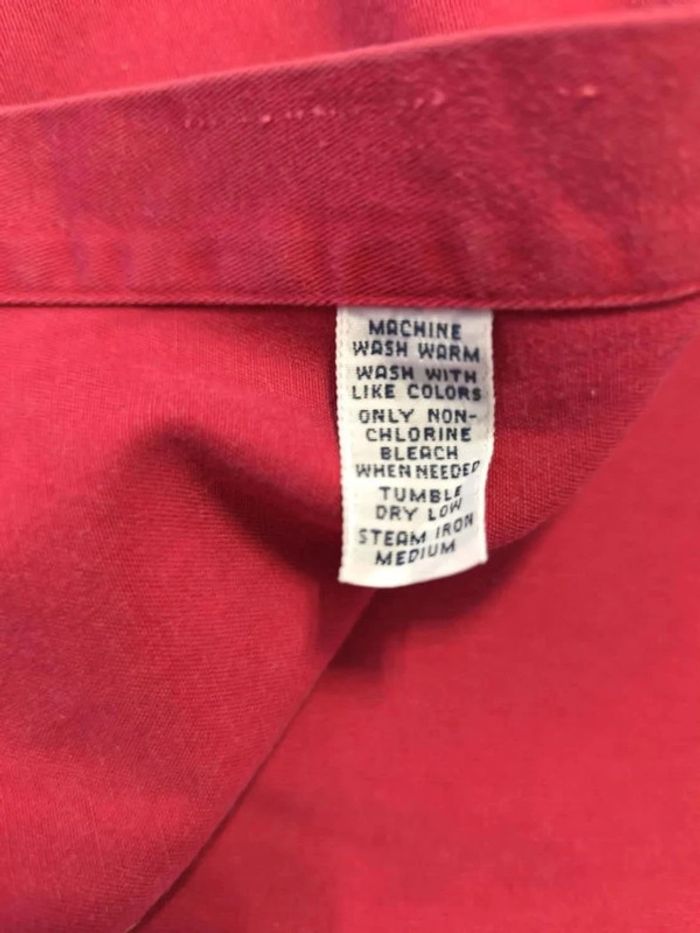 MACHINE
WASH WARM
WASH WITH
LIKE COLORS
ONLY NON-
CHLORINE
BLEACH
WHEN NEEDED
TUMBLE
DRY LOW
STEAM IRON
MEDIUM